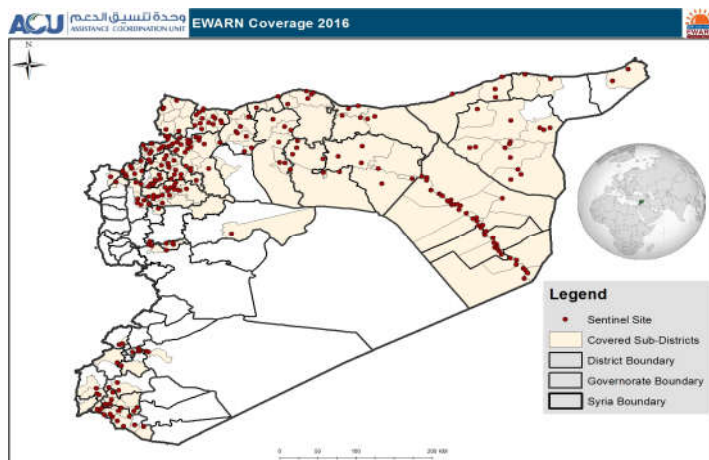 ACU
وحدة تنسيق الدعم
ASSISTANCE COORDINATION UNIT
EWARN Coverage 2016
EWARN
N
Legend
Sentinel Site
Covered Sub-Districts
District Boundary
Governorate Boundary
Syria Boundary
0 50 100 200 KM